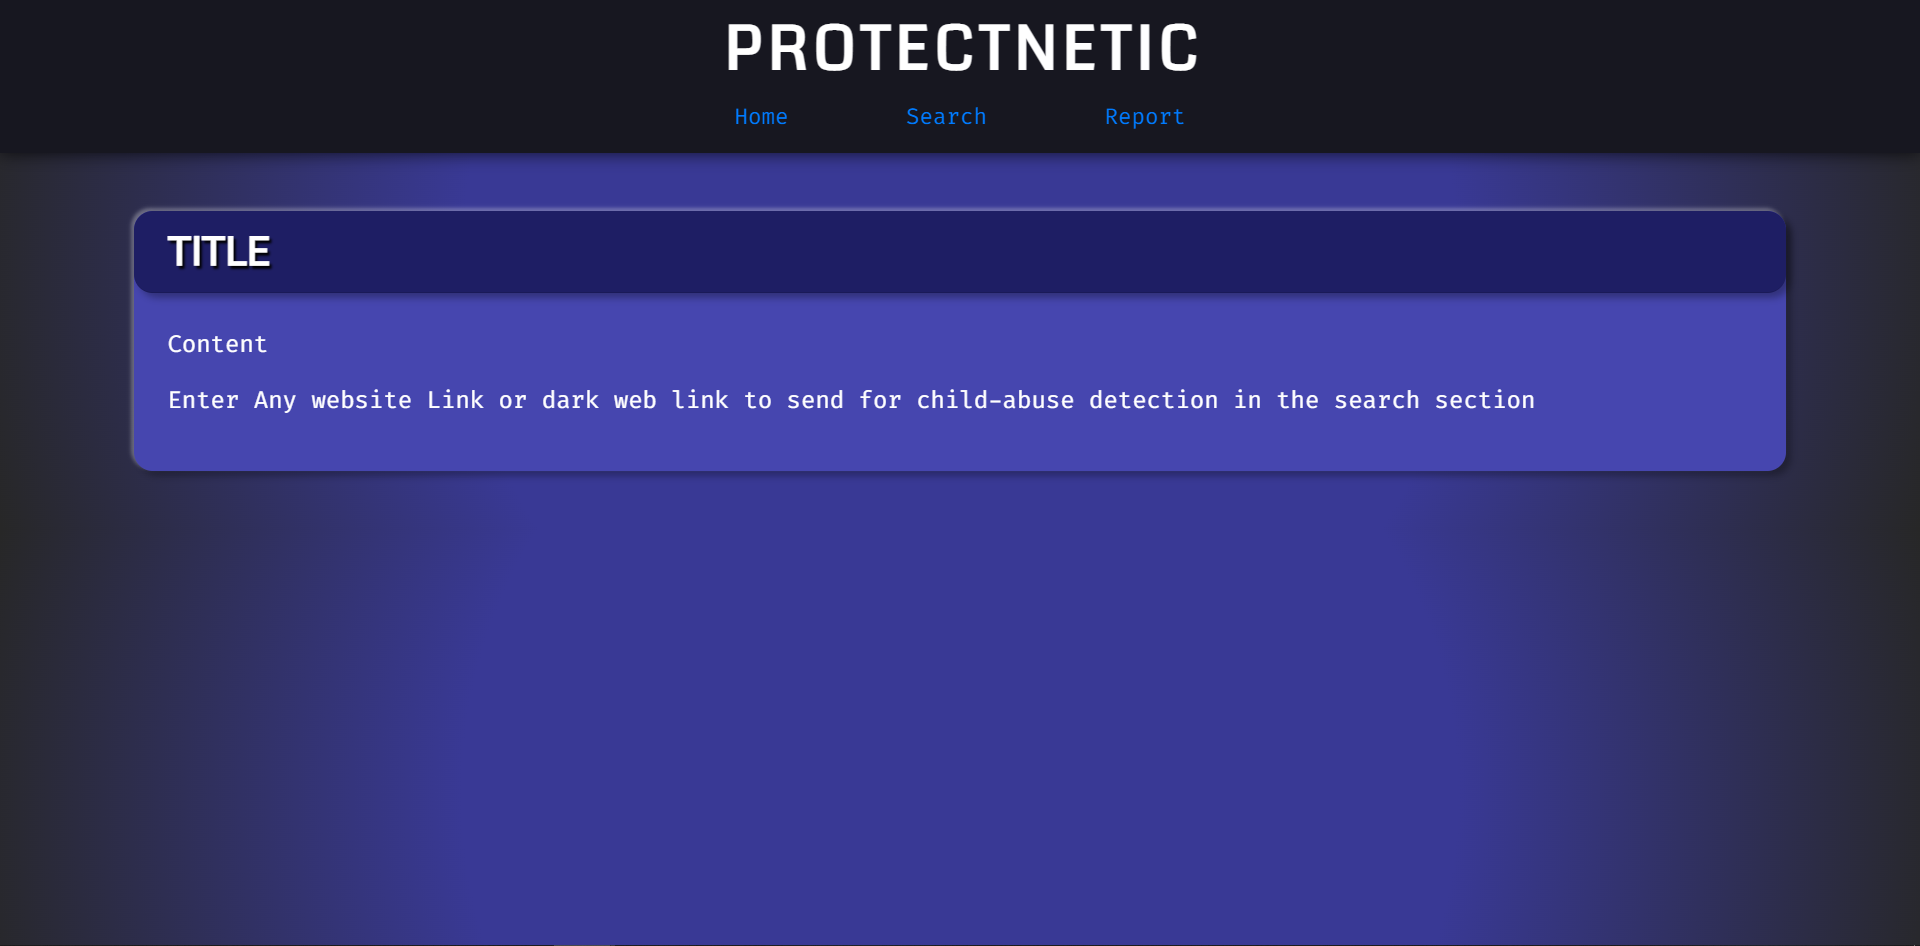 PROTECTNETIC
Home Search Report
TITLE
Content
Enter Any website Link or dark web link to send for child-abuse detection in the search section